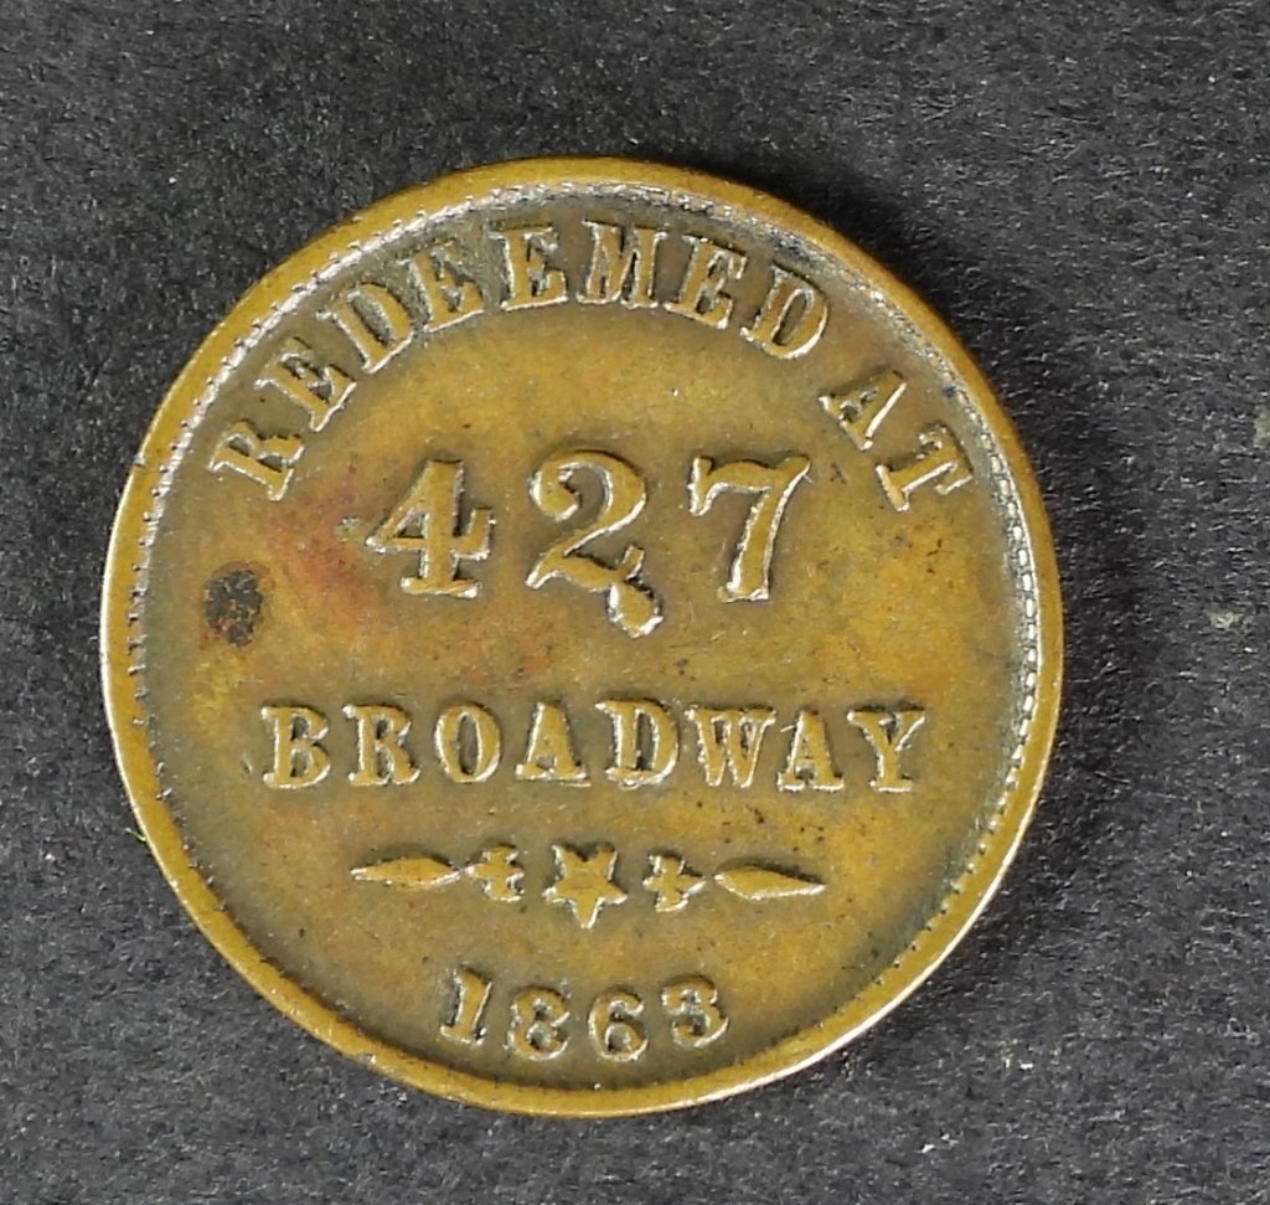 REDEEMED AT
427
BROADWAY
1863